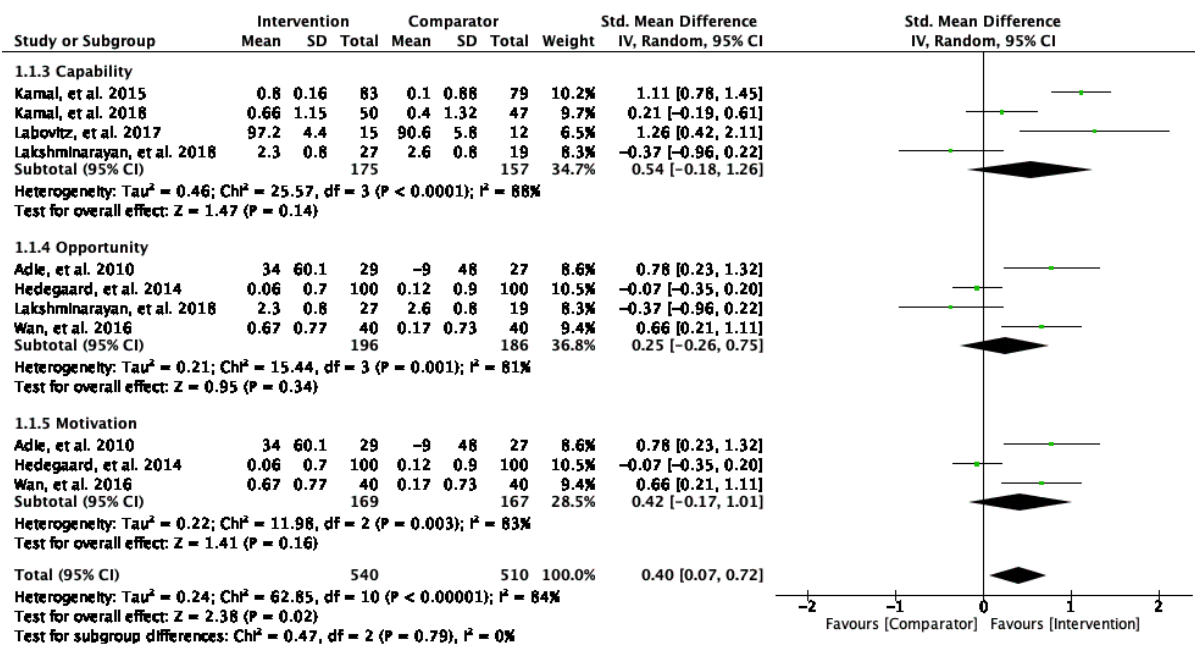 Intervention Comparator Std. Mean Difference Std. Mean Difference
Study or Subgroup Mean SD Total Mean SD Total Weight IV, Random, 95% CI IV, Random, 95% CI
1.1.3 Capability
Kamal, et al. 2015 0.8 0.16 83 0.1 0.88 79 10.2% 1.11 [0.78, 1.45]
Kamal, et al. 2018 0.66 1.15 50 0.4 1.32 47 9.7% 0.21 [−0.19, 0.61]
Labovitz, et al. 2017 97.2 4.4 15 90.6 5.8 12 6.5% 1.26 [0.42, 2.11]
Lakshminarayan, et al. 2018 2.3 0.8 27 2.6 0.8 19 8.3% −0.37 [−0.96, 0.22]
Subtotal (95% CI) 175 157 34.7% 0.54 [−0.18, 1.26]
Heterogeneity: Tau² = 0.46; Chi² = 25.57, df = 3 (P < 0.0001); I² = 88%
Test for overall effect: Z = 1.47 (P = 0.14)
1.1.4 Opportunity
Adie, et al. 2010 34 60.1 29 −9 48 27 8.6% 0.78 [0.23, 1.32]
Hedegaard, et al. 2014 0.06 0.7 100 0.12 0.9 100 10.5% −0.07 [−0.35, 0.20]
Lakshminarayan, et al. 2018 2.3 0.8 27 2.6 0.8 19 8.3% −0.37 [−0.96, 0.22]
Wan, et al. 2016 0.67 0.77 40 0.17 0.73 40 9.4% 0.66 [0.21, 1.11]
Subtotal (95% CI) 196 186 36.8% 0.25 [−0.26, 0.75]
Heterogeneity: Tau² = 0.21; Chi² = 15.44, df = 3 (P = 0.001); I² = 81%
Test for overall effect: Z = 0.95 (P = 0.34)
1.1.5 Motivation
Adie, et al. 2010 34 60.1 29 −9 48 27 8.6% 0.78 [0.23, 1.32]
Hedegaard, et al. 2014 0.06 0.7 100 0.12 0.9 100 10.5% −0.07 [−0.35, 0.20]
Wan, et al. 2016 0.67 0.77 40 0.17 0.73 40 9.4% 0.66 [0.21, 1.11]
Subtotal (95% CI) 169 167 28.5% 0.42 [−0.17, 1.01]
Heterogeneity: Tau² = 0.22; Chi² = 11.98, df = 2 (P = 0.003); I² = 83%
Test for overall effect: Z = 1.41 (P = 0.16)
Total (95% CI) 540 510 100.0% 0.40 [0.07, 0.72]
Heterogeneity: Tau² = 0.24; Chi² = 62.85, df = 10 (P < 0.00001); I² = 84%
Test for overall effect: Z = 2.38 (P = 0.02)
Test for subgroup differences: Chi² = 0.47, df = 2 (P = 0.79), I² = 0%
−2 −1 0 1 2
Favours [Comparator] Favours [Intervention]